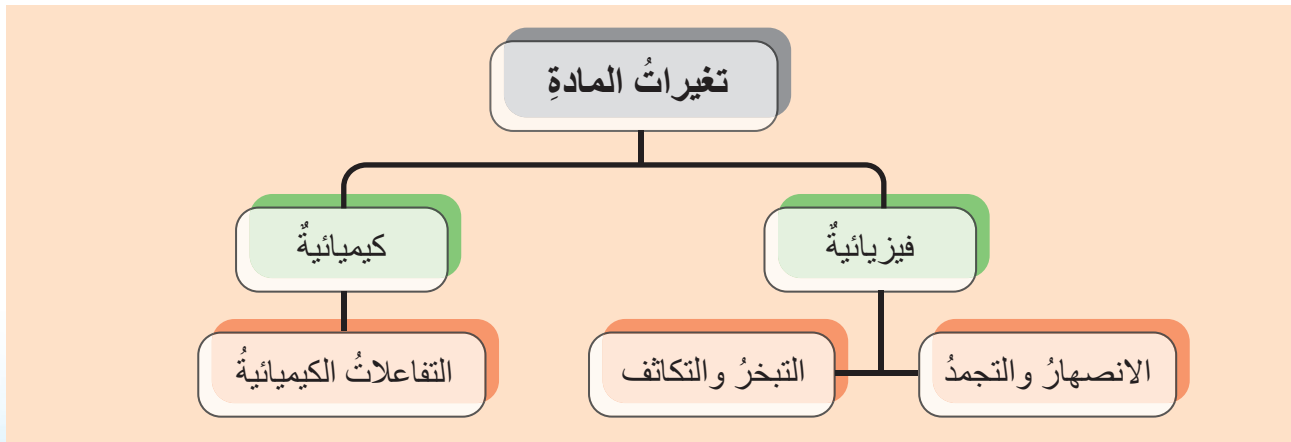 تغيراتُ المادةِ
فيزيائيةٌ
كيميائيةٌ
الانصهارُ والتجمدُ
التبخرُ والتكاثف
التفاعلاتُ الكيميائيةُ